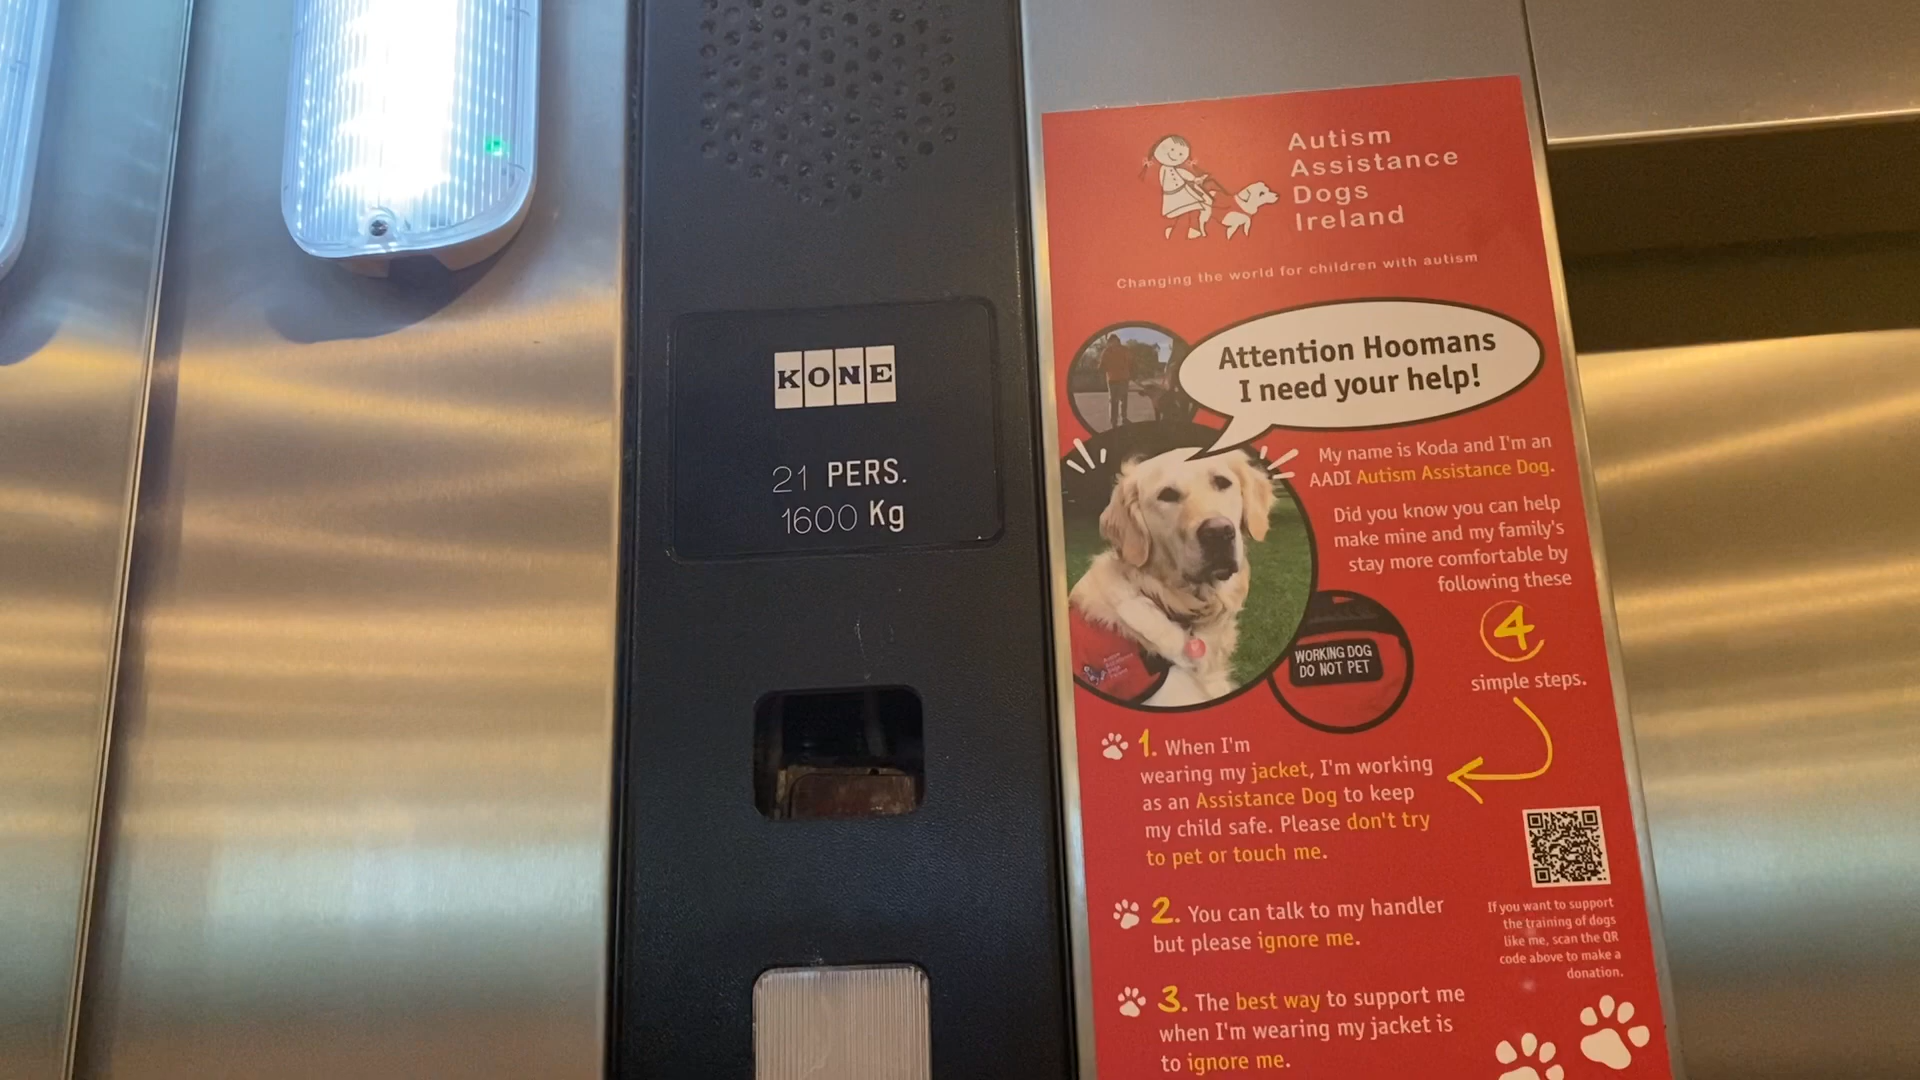 KONE
21 PERS.
1600 Kg
Autism
Assistance
Dogs
Ireland
Changing the world for children with autism
Attention Hoomans
I need your help!
My name is Koda and I'm an
AADI Autism Assistance Dog.
Did you know you can help
make mine and my family's
stay more comfortable by
following these
4
simple steps.
WORKING DOG
DO NOT PET
1. When I'm
wearing my jacket, I'm working
as an Assistance Dog to keep
my child safe. Please don't try
to pet or touch me.
2. You can talk to my handler
but please ignore me.
3. The best way to support me
when I'm wearing my jacket is
to ignore me.
If you want to support
the training of dogs
like me, scan the QR
code above to make a
donation.